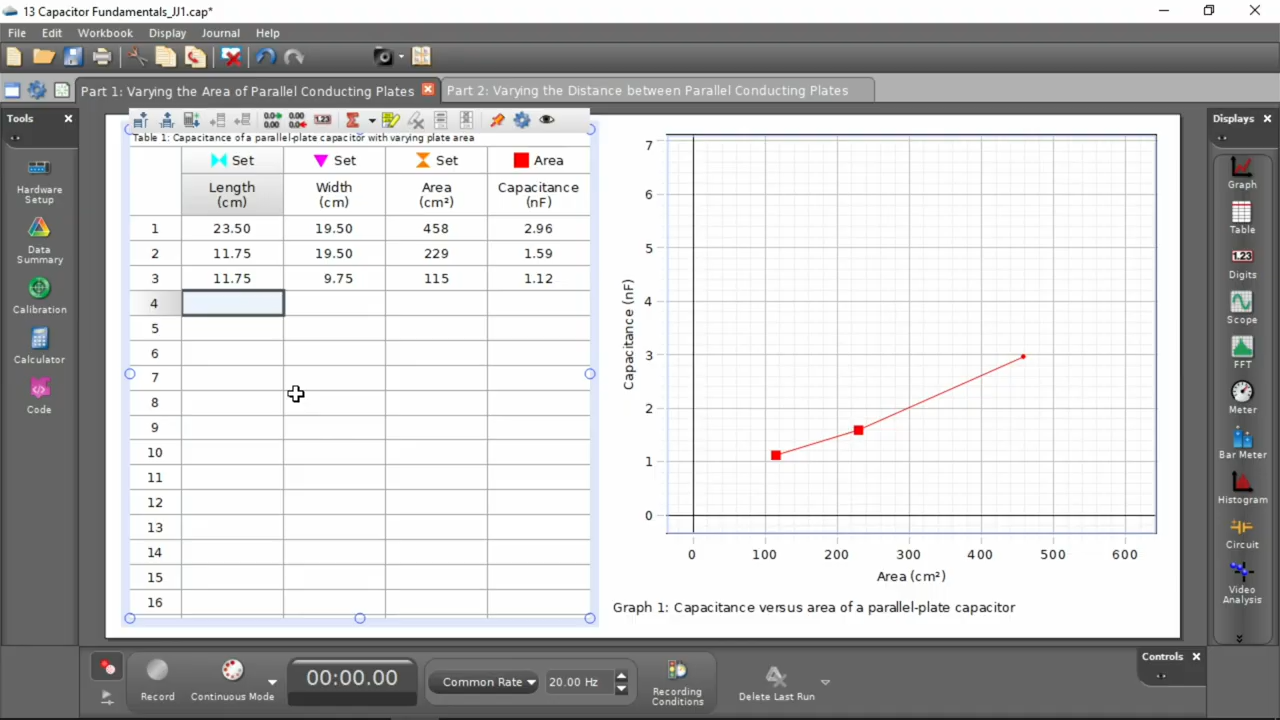 13 Capacitor Fundamentals_JJ1.cap*
File Edit Workbook Display Journal Help
Part 1: Varying the Area of Parallel Conducting Plates
Part 2: Varying the Distance between Parallel Conducting Plates
Tools
Hardware
Setup
Data
Summary
Calibration
Calculator
Code
Table 1: Capacitance of a parallel-plate capacitor with varying plate area
Set Set Set Area
Length (cm) Width (cm) Area (cm²) Capacitance (nF)
1 23.50 19.50 458 2.96
2 11.75 19.50 229 1.59
3 11.75 9.75 115 1.12
4
5
6
7
8
9
10
11
12
13
14
15
16
7
6
5
4
3
2
1
0
Capacitance (nF)
0 100 200 300 400 500 600
Area (cm²)
Graph 1: Capacitance versus area of a parallel-plate capacitor
Displays
Graph
Table
1.23
Digits
Scope
FFT
Meter
Bar Meter
Histogram
Circuit
Video
Analysis
Record
Continuous Mode
00:00.00
Common Rate
20.00 Hz
Recording
Conditions
Delete Last Run
Controls